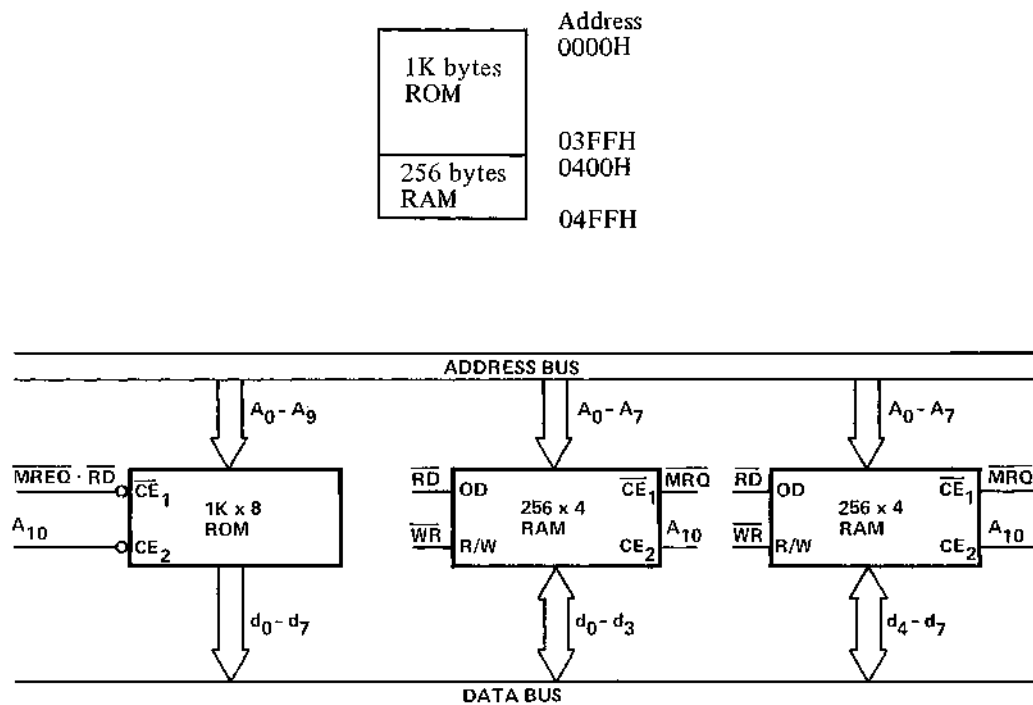 Address
0000H
1K bytes
ROM
03FFH
0400H
256 bytes
RAM
04FFH
ADDRESS BUS
A0 - A9
A0 - A7
A0 - A7
MREQ · RD
CE1
1K x 8
ROM
A10
CE2
RD
OD
256 x 4
RAM
CE1
MRQ
WR
R/W
CE2
A10
RD
OD
256 x 4
RAM
CE1
MRQ
WR
R/W
CE2
A10
d0 - d7
d0 - d3
d4 - d7
DATA BUS